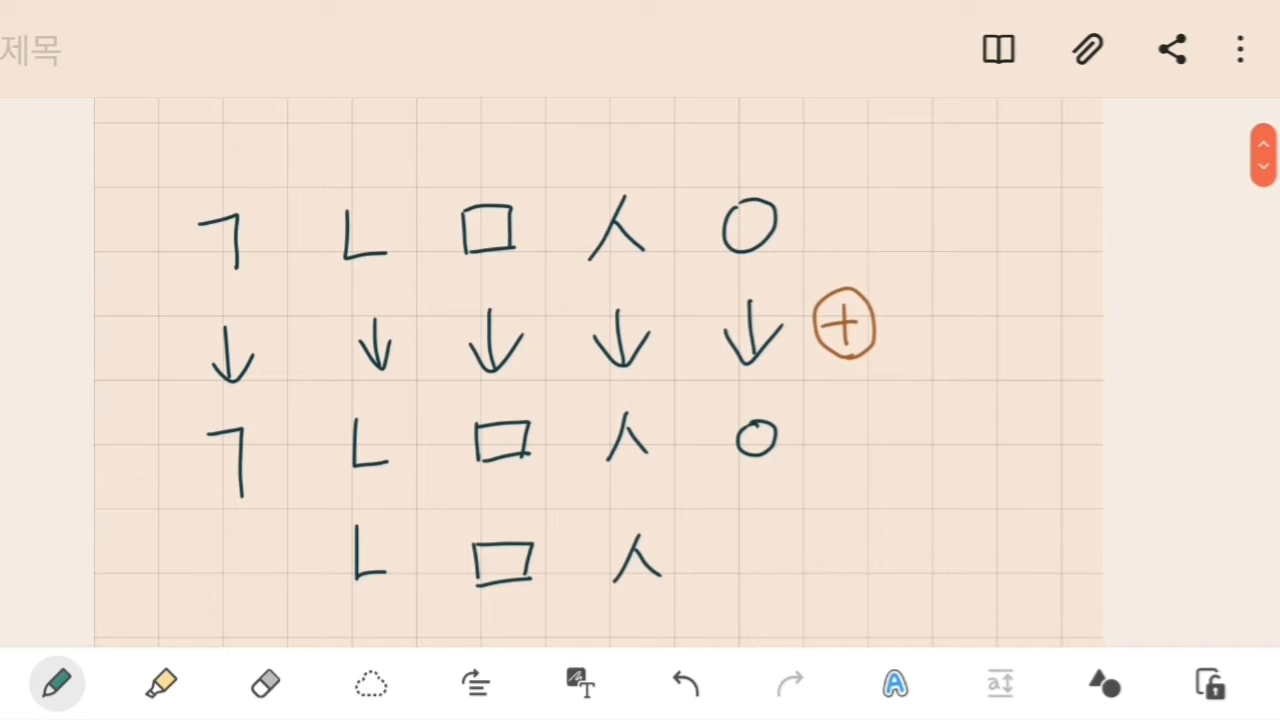 제목
ㄱ ㄴ ㅁ ㅅ ㅇ
↓ ↓ ↓ ↓ ↓ ⊕
ㄱ ㄴ ㅁ ㅅ ㅇ
ㄴ ㅁ ㅅ